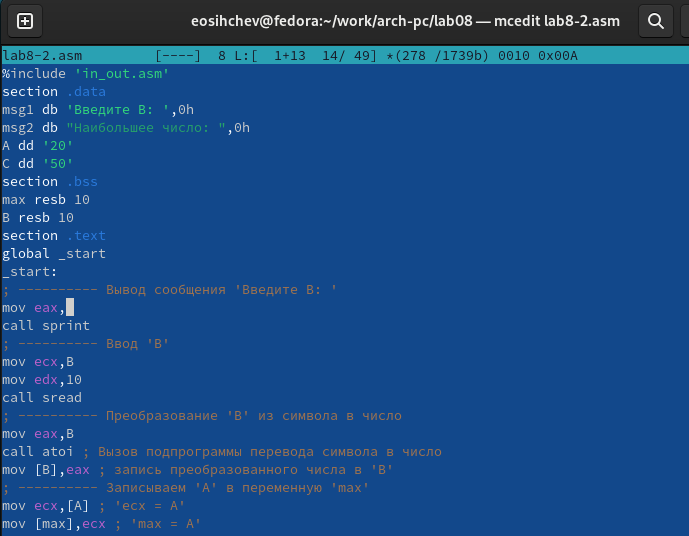 eosihchev@fedora:~/work/arch-pc/lab08 — mcedit lab8-2.asm
lab8-2.asm         [----]  8 L:[  1+13  14/ 49] *(278 /1739b) 0010 0x00A
%include 'in_out.asm'
section .data
msg1 db 'Введите B: ',0h
msg2 db "Наибольшее число: ",0h
A dd '20'
C dd '50'
section .bss
max resb 10
B resb 10
section .text
global _start
_start:
; ---------- Вывод сообщения 'Введите B: '
mov eax,
call sprint
; ---------- Ввод 'B'
mov ecx,B
mov edx,10
call sread
; ---------- Преобразование 'B' из символа в число
mov eax,B
call atoi ; Вызов подпрограммы перевода символа в число
mov [B],eax ; запись преобразованного числа в 'B'
; ---------- Записываем 'A' в переменную 'max'
mov ecx,[A] ; 'ecx = A'
mov [max],ecx ; 'max = A'